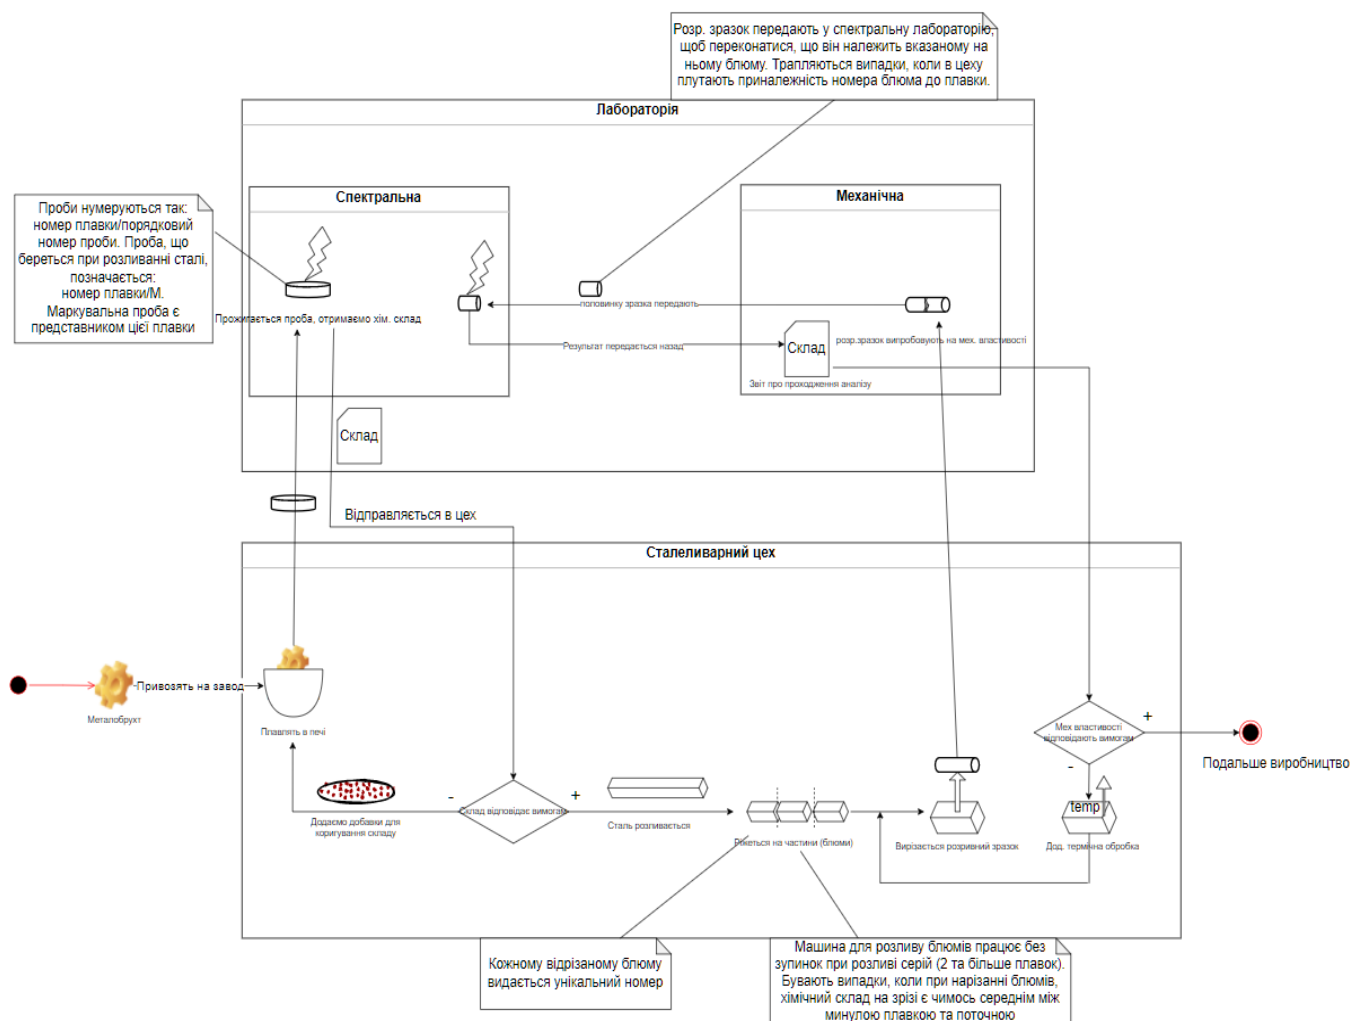 Розр. зразок передають у спектральну лабораторію,
щоб переконатися, що він належить вказаному на
ньому блюму. Трапляються випадки, коли в цеху
плутають приналежність номера блюма до плавки.
Лабораторія
Спектральна
Механічна
Проби нумеруються так:
номер плавки/порядковий
номер проби. Проба, що
береться при розливанні сталі,
позначається:
номер плавки/М.
Маркувальна проба є
представником цієї плавки
Прожигається проба, отримаємо хім. склад
половинку зразка передають
Результат передається назад
Склад
розр.зразок випробовують на мех. властивості
Звіт про проходження аналізу
Склад
Відправляється в цех
Сталеливарний цех
Привозять на завод
Металобрухт
Плавлять в печі
Додаємо добавки для
коригування складу
-
Склад відповідає вимогам
+
Сталь розливається
Ріжеться на частини (блюми)
Вирізається розривний зразок
Мех властивості
відповідають вимогам
+
-
temp
Дод. термічна обробка
Подальше виробництво
Кожному відрізаному блюму
видається унікальний номер
Машина для розливу блюмів працює без
зупинок при розливі серій (2 та більше плавок).
Бувають випадки, коли при нарізанні блюмів,
хімічний склад на зрізі є чимось середнім між
минулою плавкою та поточною